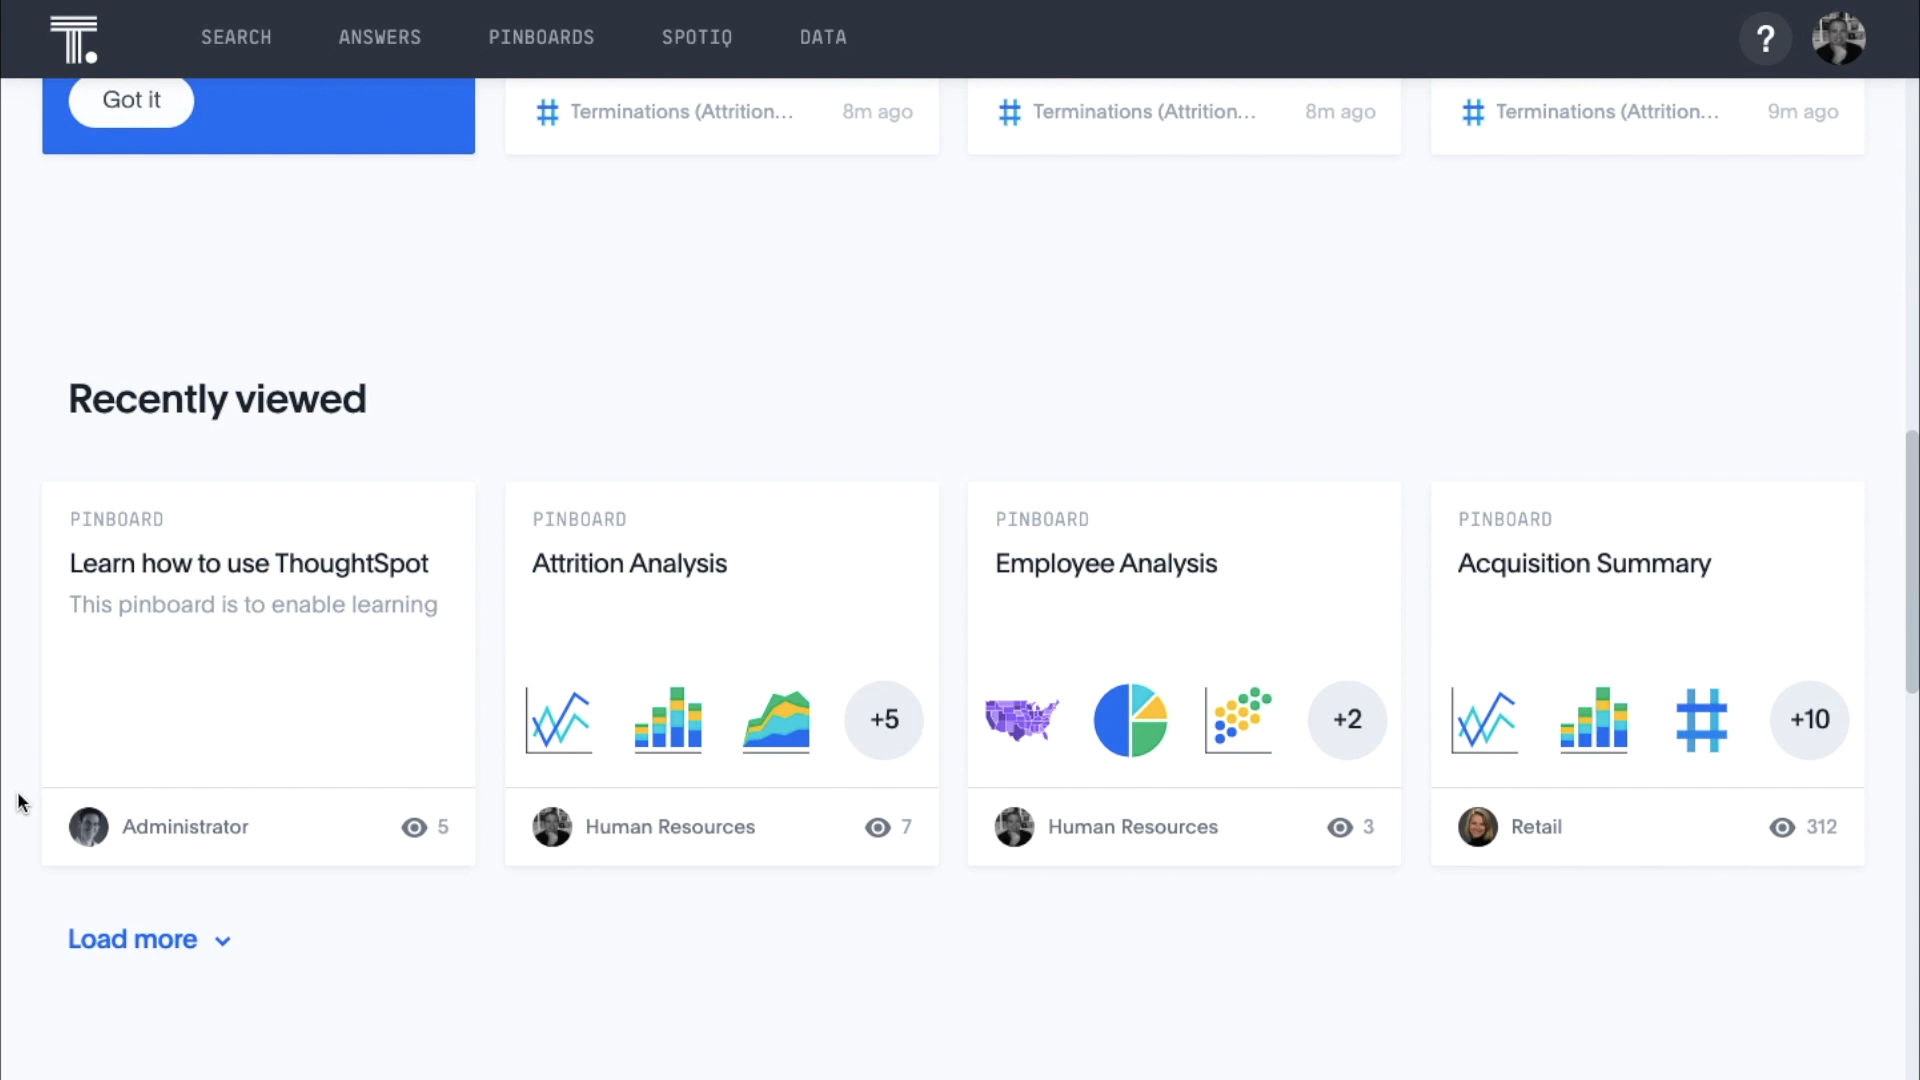 T.
SEARCH
ANSWERS
PINBOARDS
SPOTIQ
DATA
?
Got it
Terminations (Attrition... 8m ago
Terminations (Attrition... 8m ago
Terminations (Attrition... 9m ago
Recently viewed
PINBOARD
Learn how to use ThoughtSpot
This pinboard is to enable learning
Administrator 5
PINBOARD
Attrition Analysis
+5
Human Resources 7
PINBOARD
Employee Analysis
+2
Human Resources 3
PINBOARD
Acquisition Summary
+10
Retail 312
Load more